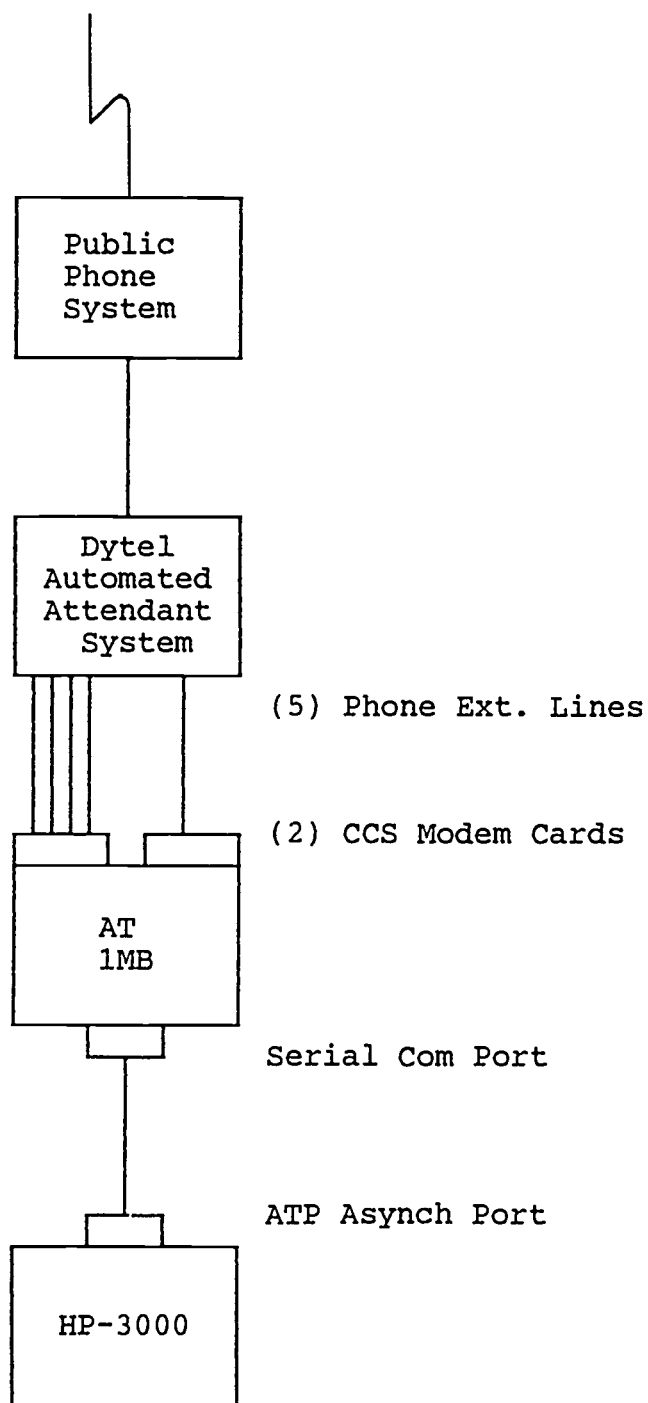 Public
Phone
System
Dytel
Automated
Attendant
System
(5) Phone Ext. Lines
(2) CCS Modem Cards
AT
1MB
Serial Com Port
ATP Asynch Port
HP-3000